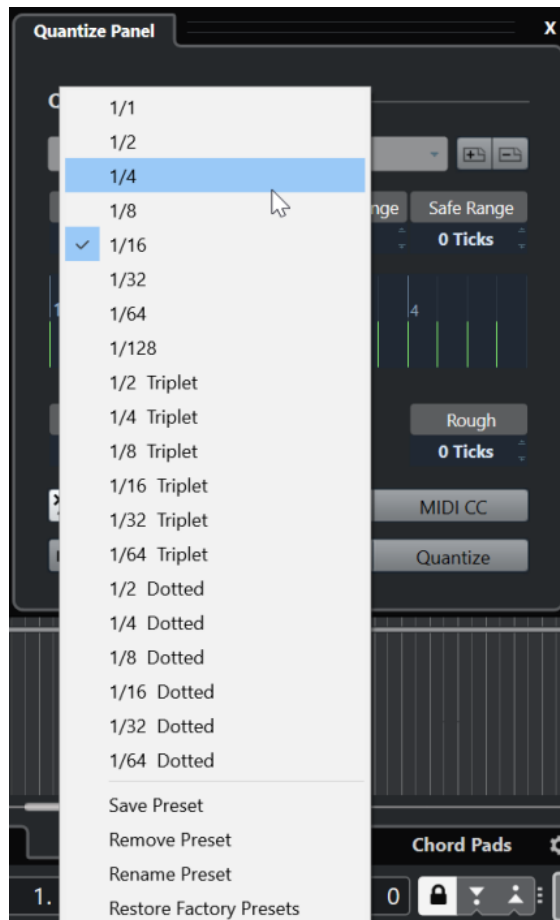 Quantize Panel
X
1/1
1/2
1/4
1/8
nge Safe Range
1/16
0 Ticks
1/32
1/64
4
1/128
1/2 Triplet
1/4 Triplet
Rough
1/8 Triplet
0 Ticks
1/16 Triplet
MIDI CC
1/32 Triplet
1/64 Triplet
Quantize
1/2 Dotted
1/4 Dotted
1/8 Dotted
1/16 Dotted
1/32 Dotted
1/64 Dotted
Save Preset
Remove Preset
Chord Pads
Rename Preset
1.
0
Restore Factory Presets